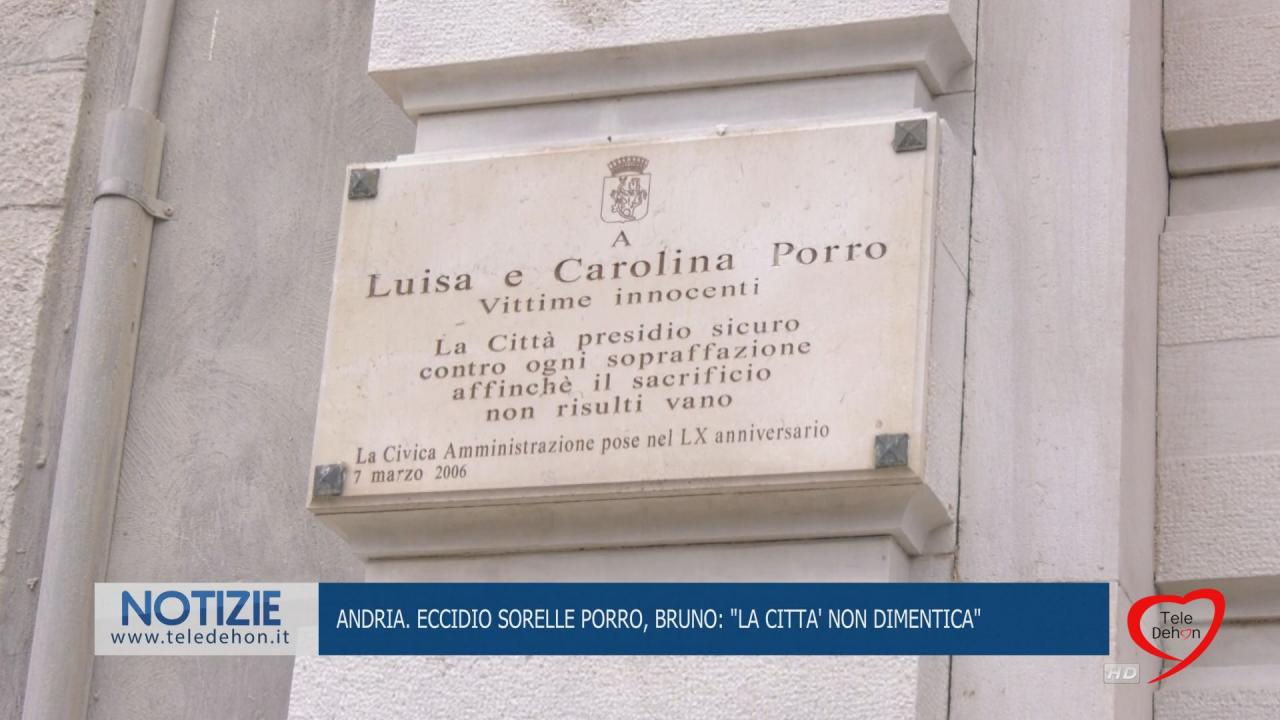 A
Luisa e Carolina Porro
Vittime innocenti
La Città presidio sicuro
contro ogni sopraffazione
affinchè il sacrificio
non risulti vano
La Civica Amministrazione pose nel LX anniversario
7 marzo 2006
NOTIZIE
www.teledehon.it
ANDRIA. ECCIDIO SORELLE PORRO, BRUNO: "LA CITTA' NON DIMENTICA"
Tele
Dehon
HD